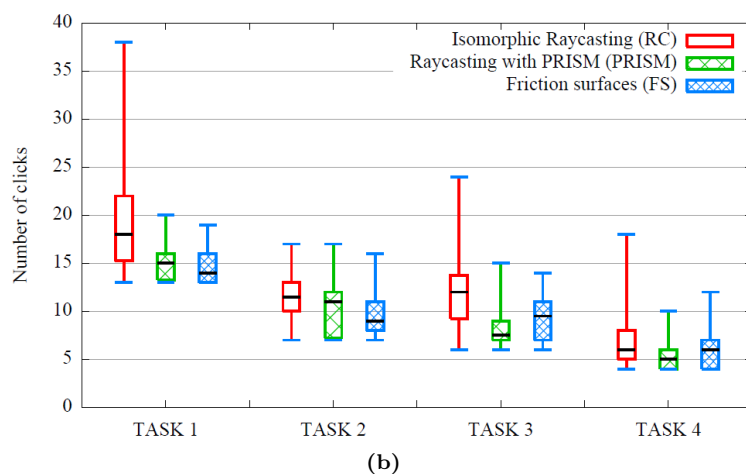 40
35
30
25
20
15
10
5
0
Number of clicks
Isomorphic Raycasting (RC)
Raycasting with PRISM (PRISM)
Friction surfaces (FS)
TASK 1 TASK 2 TASK 3 TASK 4
(b)